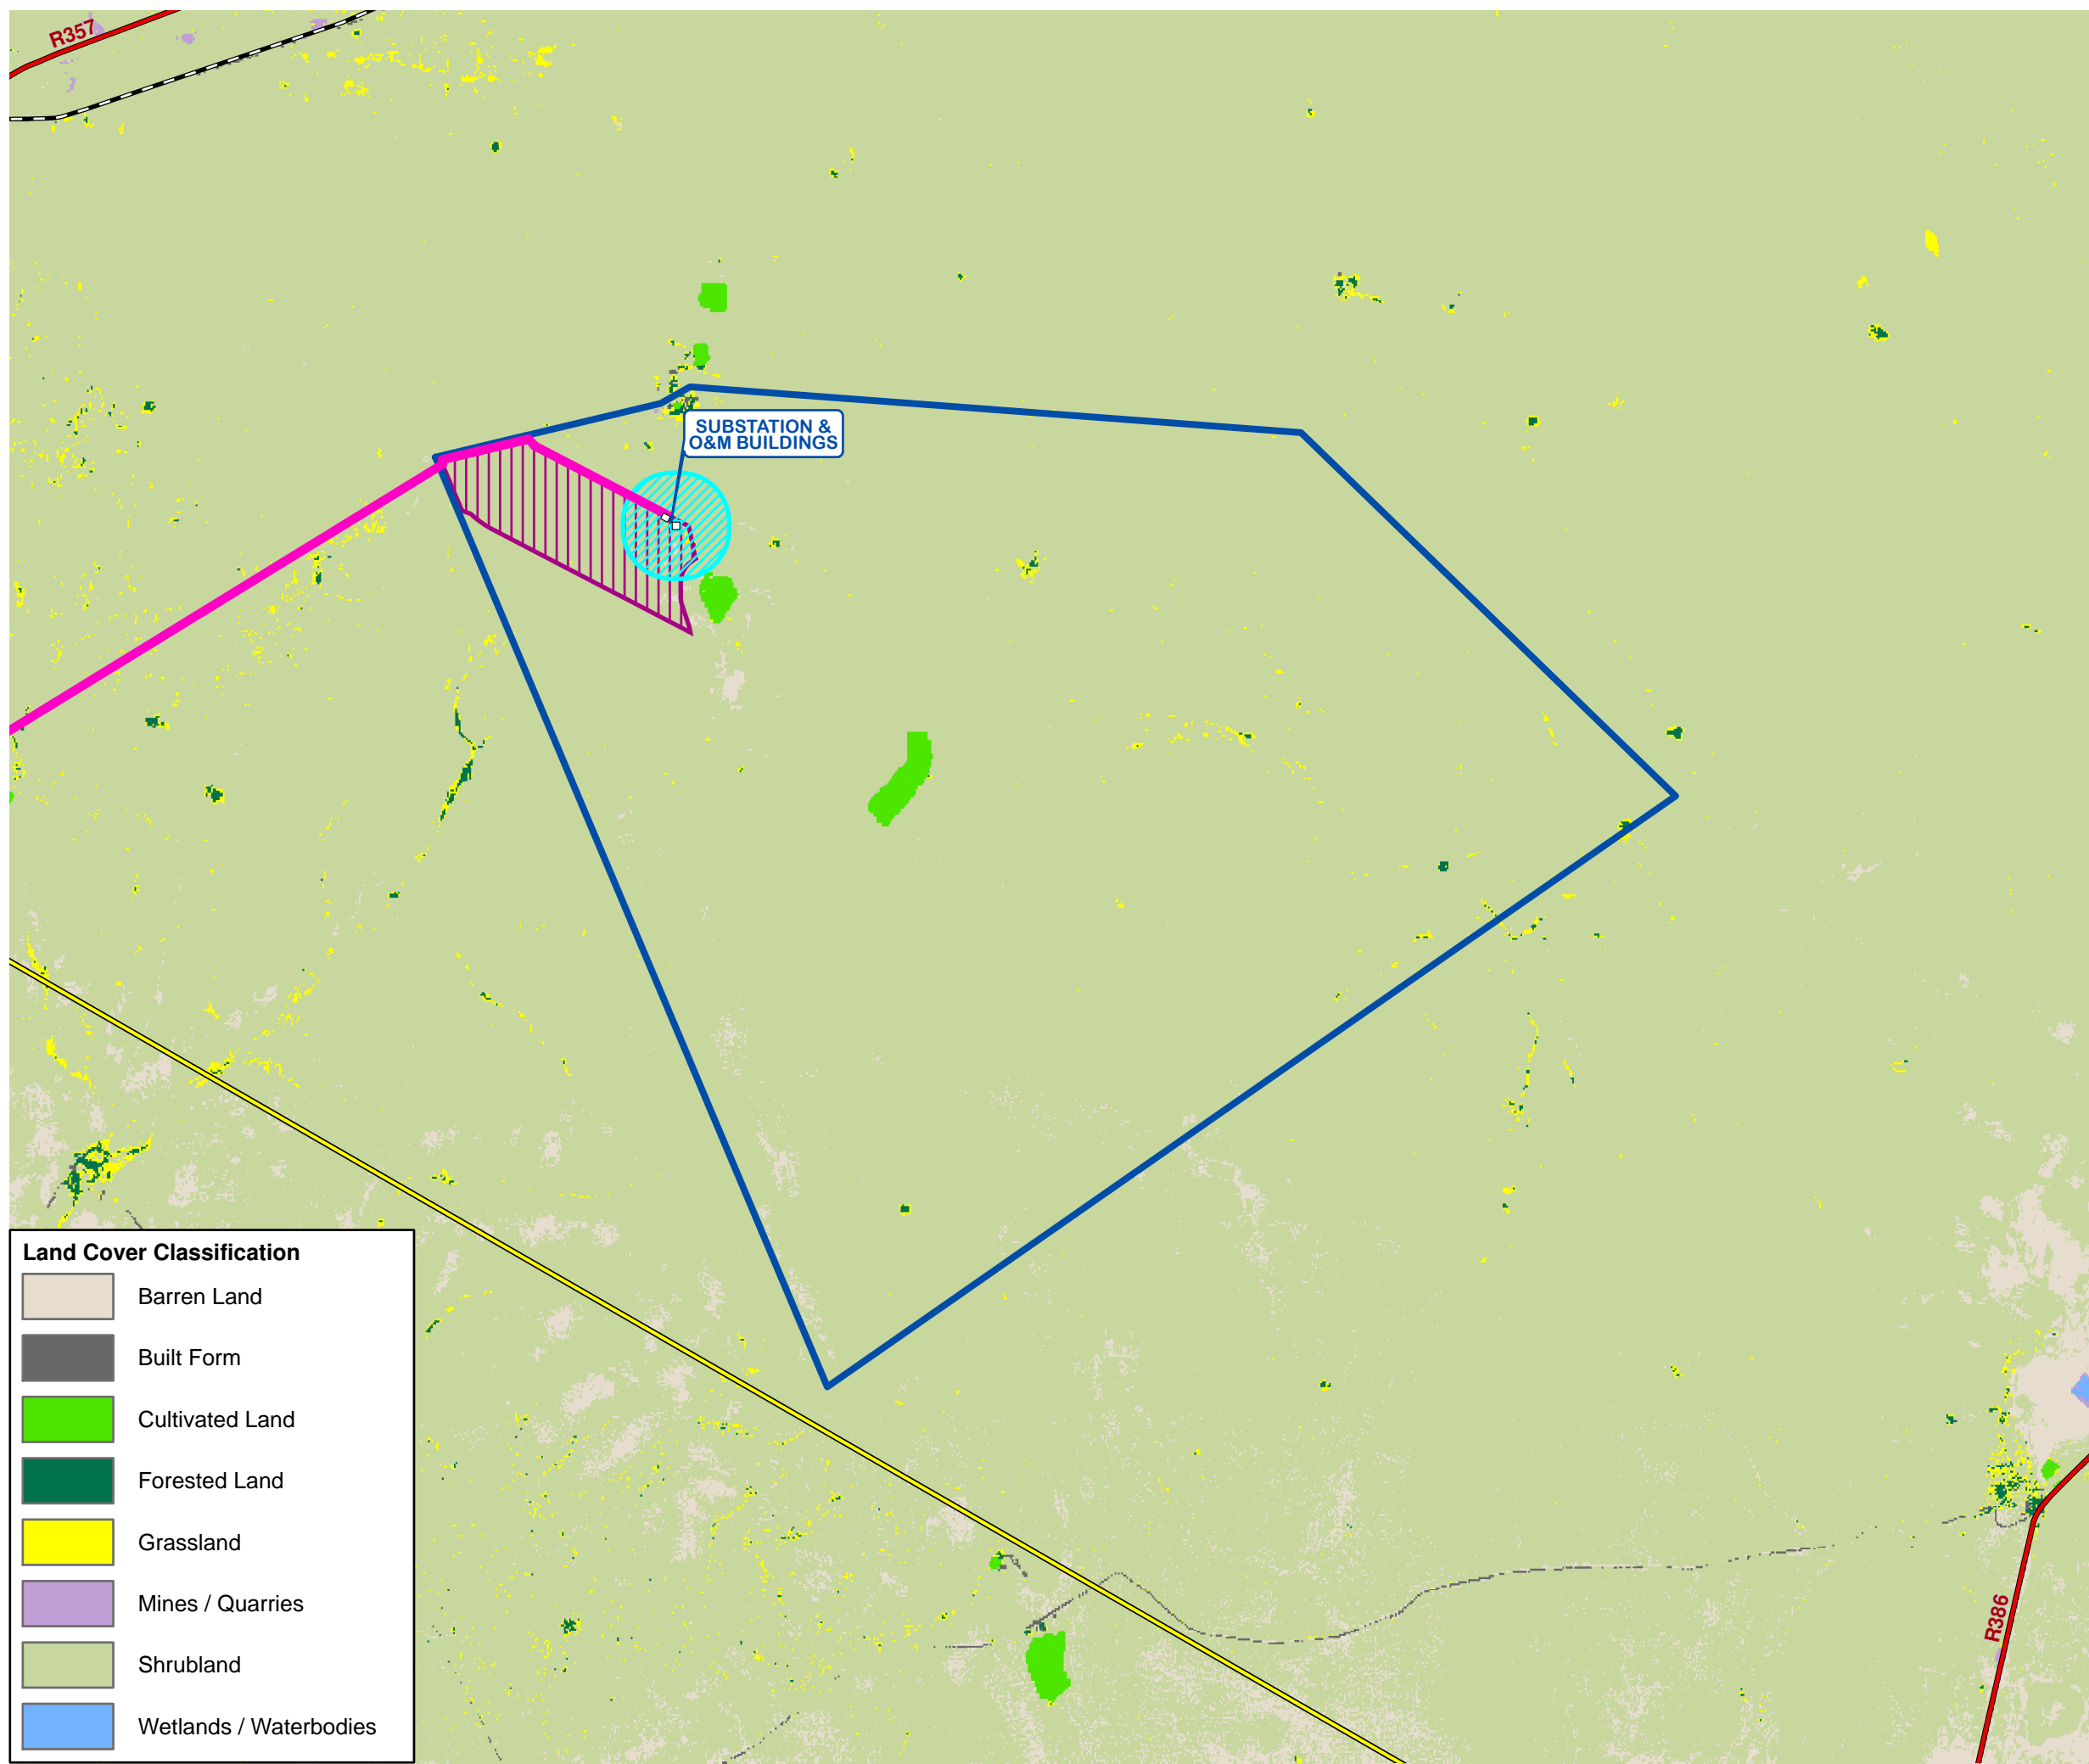 R357
SUBSTATION &
O&M BUILDINGS
Land Cover Classification
Barren Land
Built Form
Cultivated Land
Forested Land
Grassland
Mines / Quarries
Shrubland
Wetlands / Waterbodies
R386